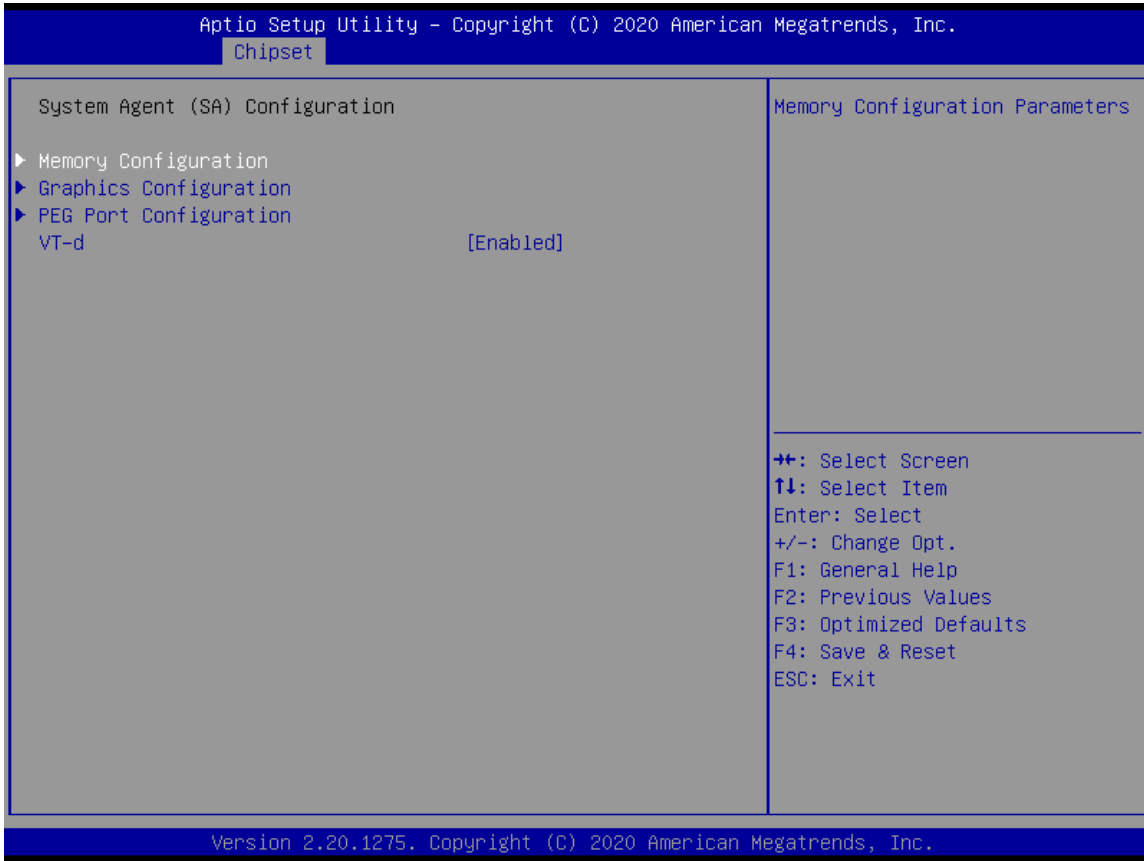 Aptio Setup Utility – Copyright (C) 2020 American Megatrends, Inc.
Chipset
System Agent (SA) Configuration
▶ Memory Configuration
▶ Graphics Configuration
▶ PEG Port Configuration
VT-d [Enabled]
Memory Configuration Parameters
→←: Select Screen
↑↓: Select Item
Enter: Select
+/-: Change Opt.
F1: General Help
F2: Previous Values
F3: Optimized Defaults
F4: Save & Reset
ESC: Exit
Version 2.20.1275. Copyright (C) 2020 American Megatrends, Inc.